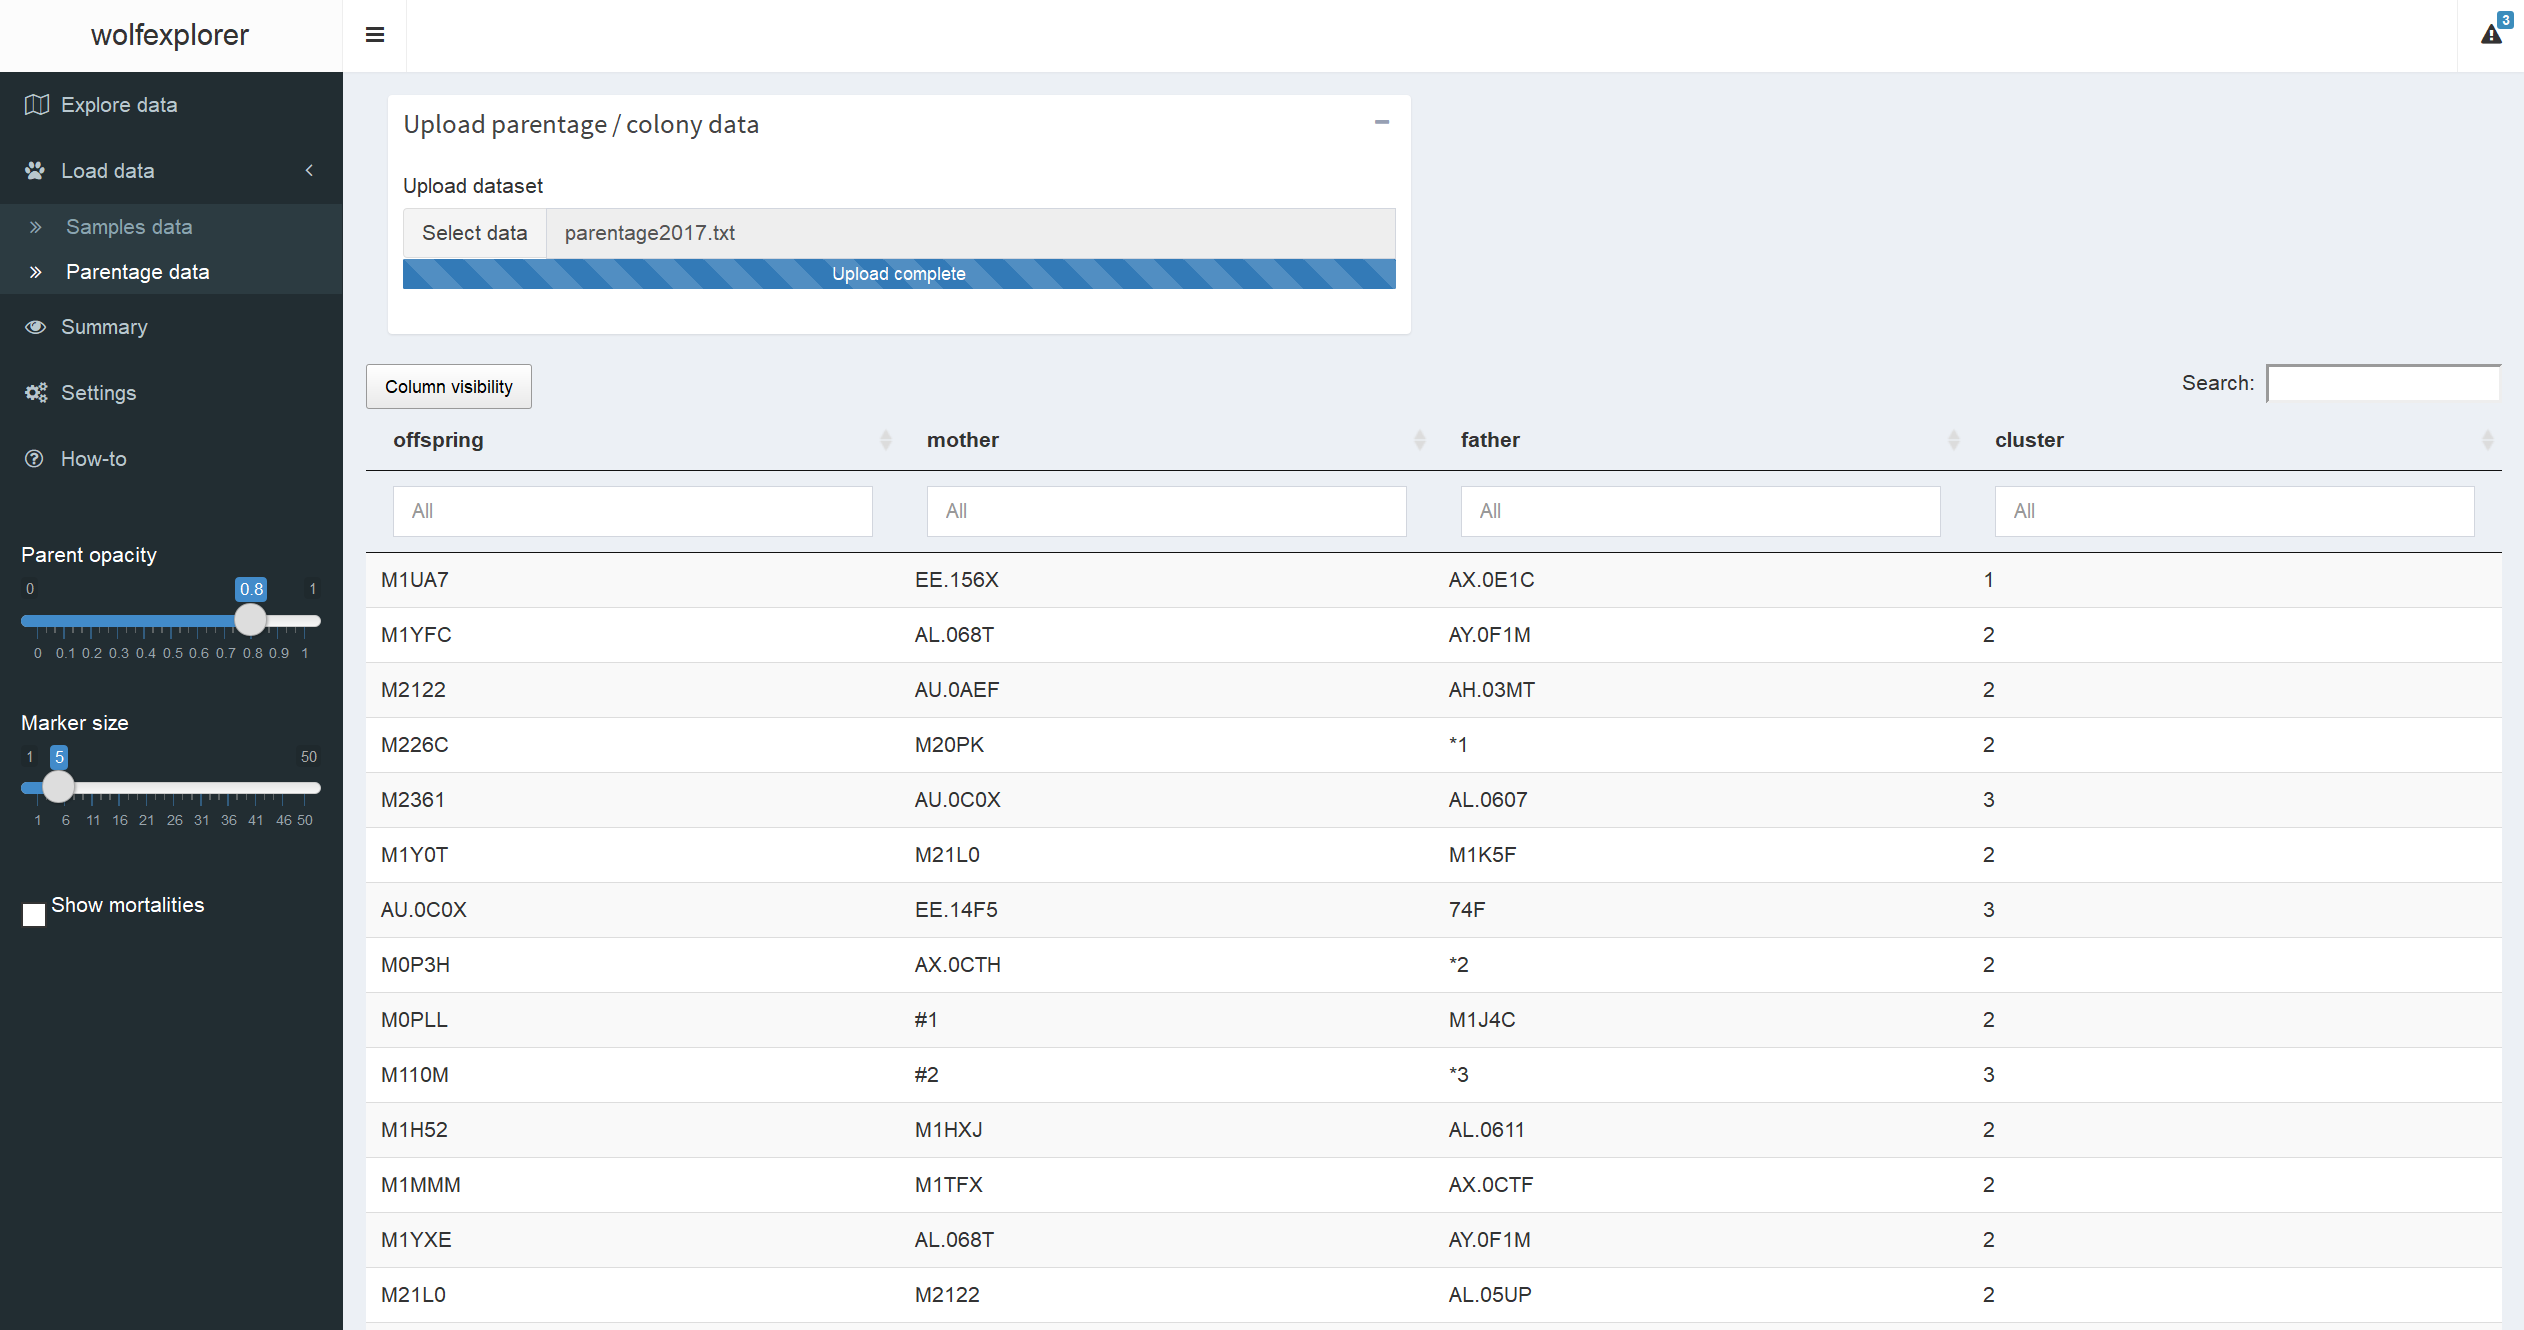 wolfexplorer
3
Explore data
Load data
Samples data
Parentage data
Summary
Settings
How-to
Parent opacity
0 0.8 1
0 0.1 0.2 0.3 0.4 0.5 0.6 0.7 0.8 0.9 1
Marker size
1 5 50
1 6 11 16 21 26 31 36 41 46 50
Show mortalities
Upload parentage / colony data
Upload dataset
Select data parentage2017.txt
Upload complete
Column visibility
Search:
offspring mother father cluster
All All All All
M1UA7 EE.156X AX.0E1C 1
M1YFC AL.068T AY.0F1M 2
M2122 AU.0AEF AH.03MT 2
M226C M20PK *1 2
M2361 AU.0C0X AL.0607 3
M1Y0T M21L0 M1K5F 2
AU.0C0X EE.14F5 74F 3
M0P3H AX.0CTH *2 2
M0PLL #1 M1J4C 2
M110M #2 *3 3
M1H52 M1HXJ AL.0611 2
M1MMM M1TFX AX.0CTF 2
M1YXE AL.068T AY.0F1M 2
M21L0 M2122 AL.05UP 2